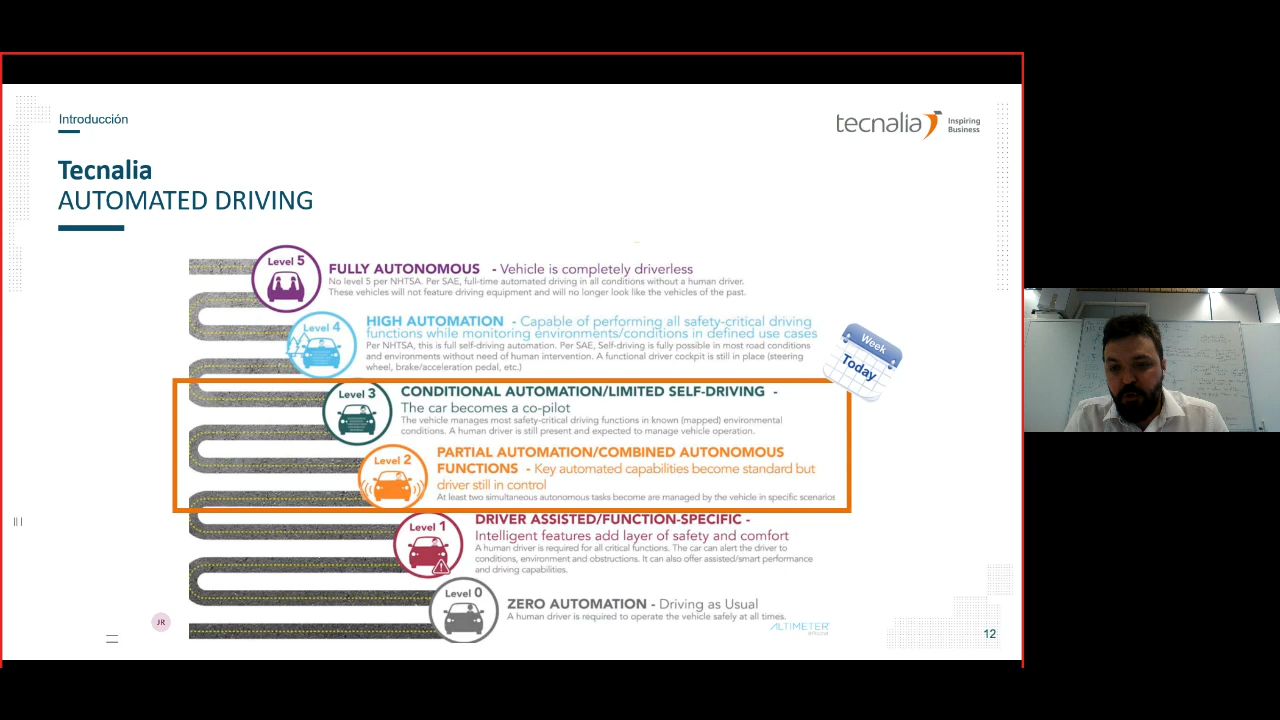 Introducción
tecnalia Inspiring
Business
Tecnalia
AUTOMATED DRIVING
Level 5
FULLY AUTONOMOUS - Vehicle is completely driverless
No level 5 per NHTSA. Per SAE, full-time automated driving in all conditions without a human driver.
These vehicles will not feature driving equipment and will no longer look like the vehicles of the past.
Level 4
HIGH AUTOMATION - Capable of performing all safety-critical driving
functions while monitoring environments/conditions in defined use cases
Per NHTSA, this is full self-driving automation. Per SAE, Self-driving is fully possible in most road conditions
and environments without need of human intervention. A functional driver cockpit is still in place (steering
wheel, brake/acceleration pedal, etc.)
Week
Today
Level 3
CONDITIONAL AUTOMATION/LIMITED SELF-DRIVING -
The car becomes a co-pilot
The vehicle manages most safety-critical driving functions in known (mapped) environmental
conditions. A human driver is still present and expected to manage vehicle operation.
Level 2
PARTIAL AUTOMATION/COMBINED AUTONOMOUS
FUNCTIONS - Key automated capabilities become standard but
driver still in control
At least two simultaneous autonomous tasks become are managed by the vehicle in specific scenarios
Level 1
DRIVER ASSISTED/FUNCTION-SPECIFIC -
Intelligent features add layer of safety and comfort
A human driver is required for all critical functions. The car can alert the driver to
conditions, environment and obstructions. It can also offer assisted/smart performance
and driving capabilities.
Level 0
ZERO AUTOMATION - Driving as Usual
A human driver is required to operate the vehicle safely at all times.
JR
ALTIMETER
12